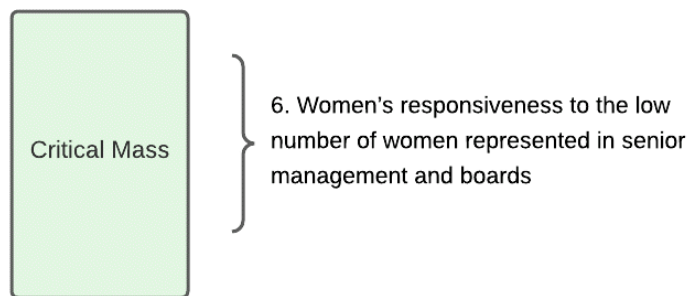 Critical Mass
6. Women’s responsiveness to the low
number of women represented in senior
management and boards